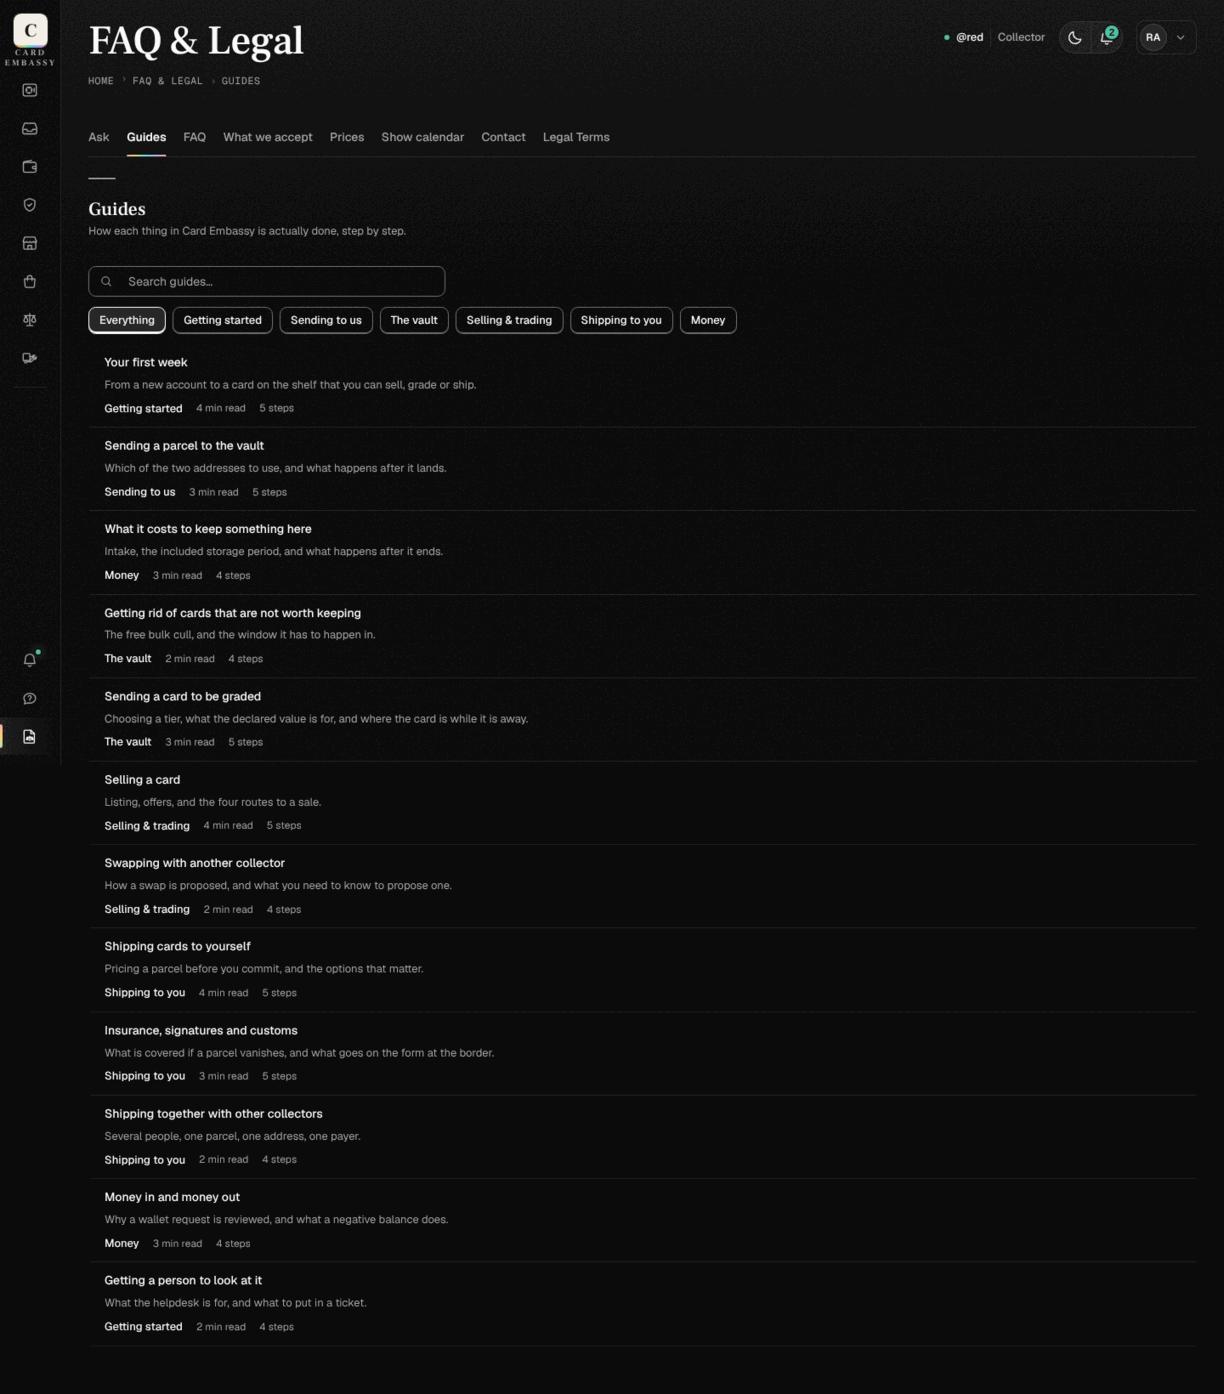 C
CARD
EMBASSY
FAQ & Legal
HOME › FAQ & LEGAL › GUIDES
@red Collector
2
RA
Ask Guides FAQ What we accept Prices Show calendar Contact Legal Terms
Guides
How each thing in Card Embassy is actually done, step by step.
Search guides...
Everything Getting started Sending to us The vault Selling & trading Shipping to you Money
Your first week
From a new account to a card on the shelf that you can sell, grade or ship.
Getting started 4 min read 5 steps
Sending a parcel to the vault
Which of the two addresses to use, and what happens after it lands.
Sending to us 3 min read 5 steps
What it costs to keep something here
Intake, the included storage period, and what happens after it ends.
Money 3 min read 4 steps
Getting rid of cards that are not worth keeping
The free bulk cull, and the window it has to happen in.
The vault 2 min read 4 steps
Sending a card to be graded
Choosing a tier, what the declared value is for, and where the card is while it is away.
The vault 3 min read 5 steps
Selling a card
Listing, offers, and the four routes to a sale.
Selling & trading 4 min read 5 steps
Swapping with another collector
How a swap is proposed, and what you need to know to propose one.
Selling & trading 2 min read 4 steps
Shipping cards to yourself
Pricing a parcel before you commit, and the options that matter.
Shipping to you 4 min read 5 steps
Insurance, signatures and customs
What is covered if a parcel vanishes, and what goes on the form at the border.
Shipping to you 3 min read 5 steps
Shipping together with other collectors
Several people, one parcel, one address, one payer.
Shipping to you 2 min read 4 steps
Money in and money out
Why a wallet request is reviewed, and what a negative balance does.
Money 3 min read 4 steps
Getting a person to look at it
What the helpdesk is for, and what to put in a ticket.
Getting started 2 min read 4 steps